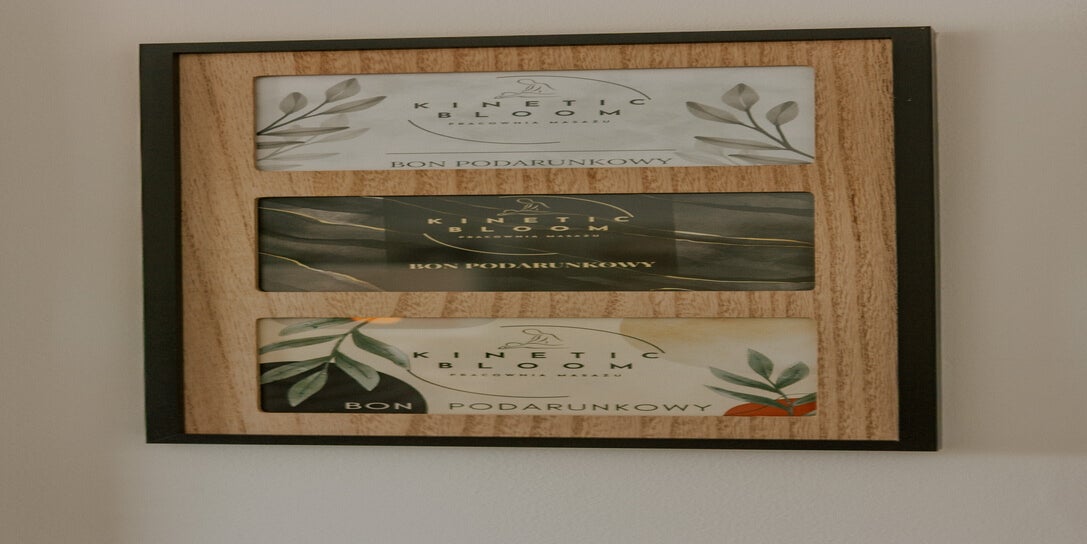 KINETIC
BLOOM
PRACOWNIA MASAŻU
BON PODARUNKOWY
KINETIC
BLOOM
PRACOWNIA MASAŻU
BON PODARUNKOWY
KINETIC
BLOOM
PRACOWNIA MASAŻU
BON PODARUNKOWY